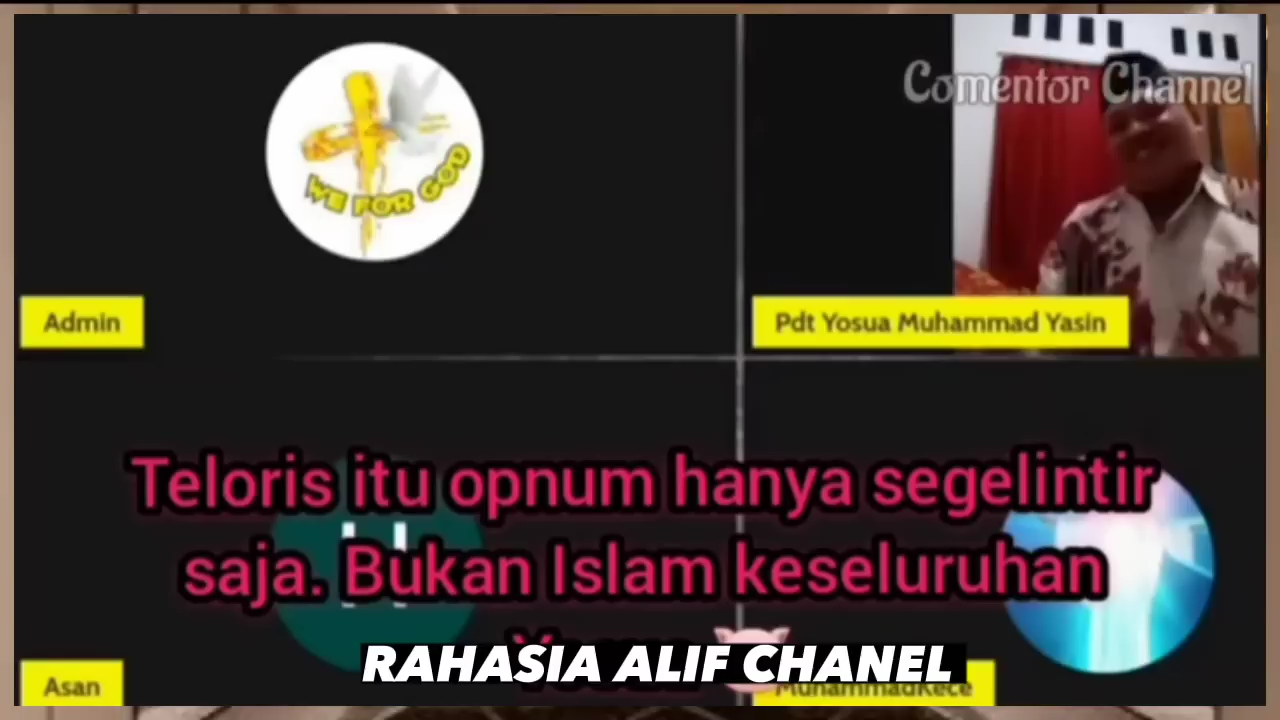 Comentor Channel
WE FOR GOD
Admin
Pdt Yosua Muhammad Yasin
Teloris itu opnum hanya segelintir
saja. Bukan Islam keseluruhan
H
RAHASIA ALIF CHANEL
Asan
MuhammadKece